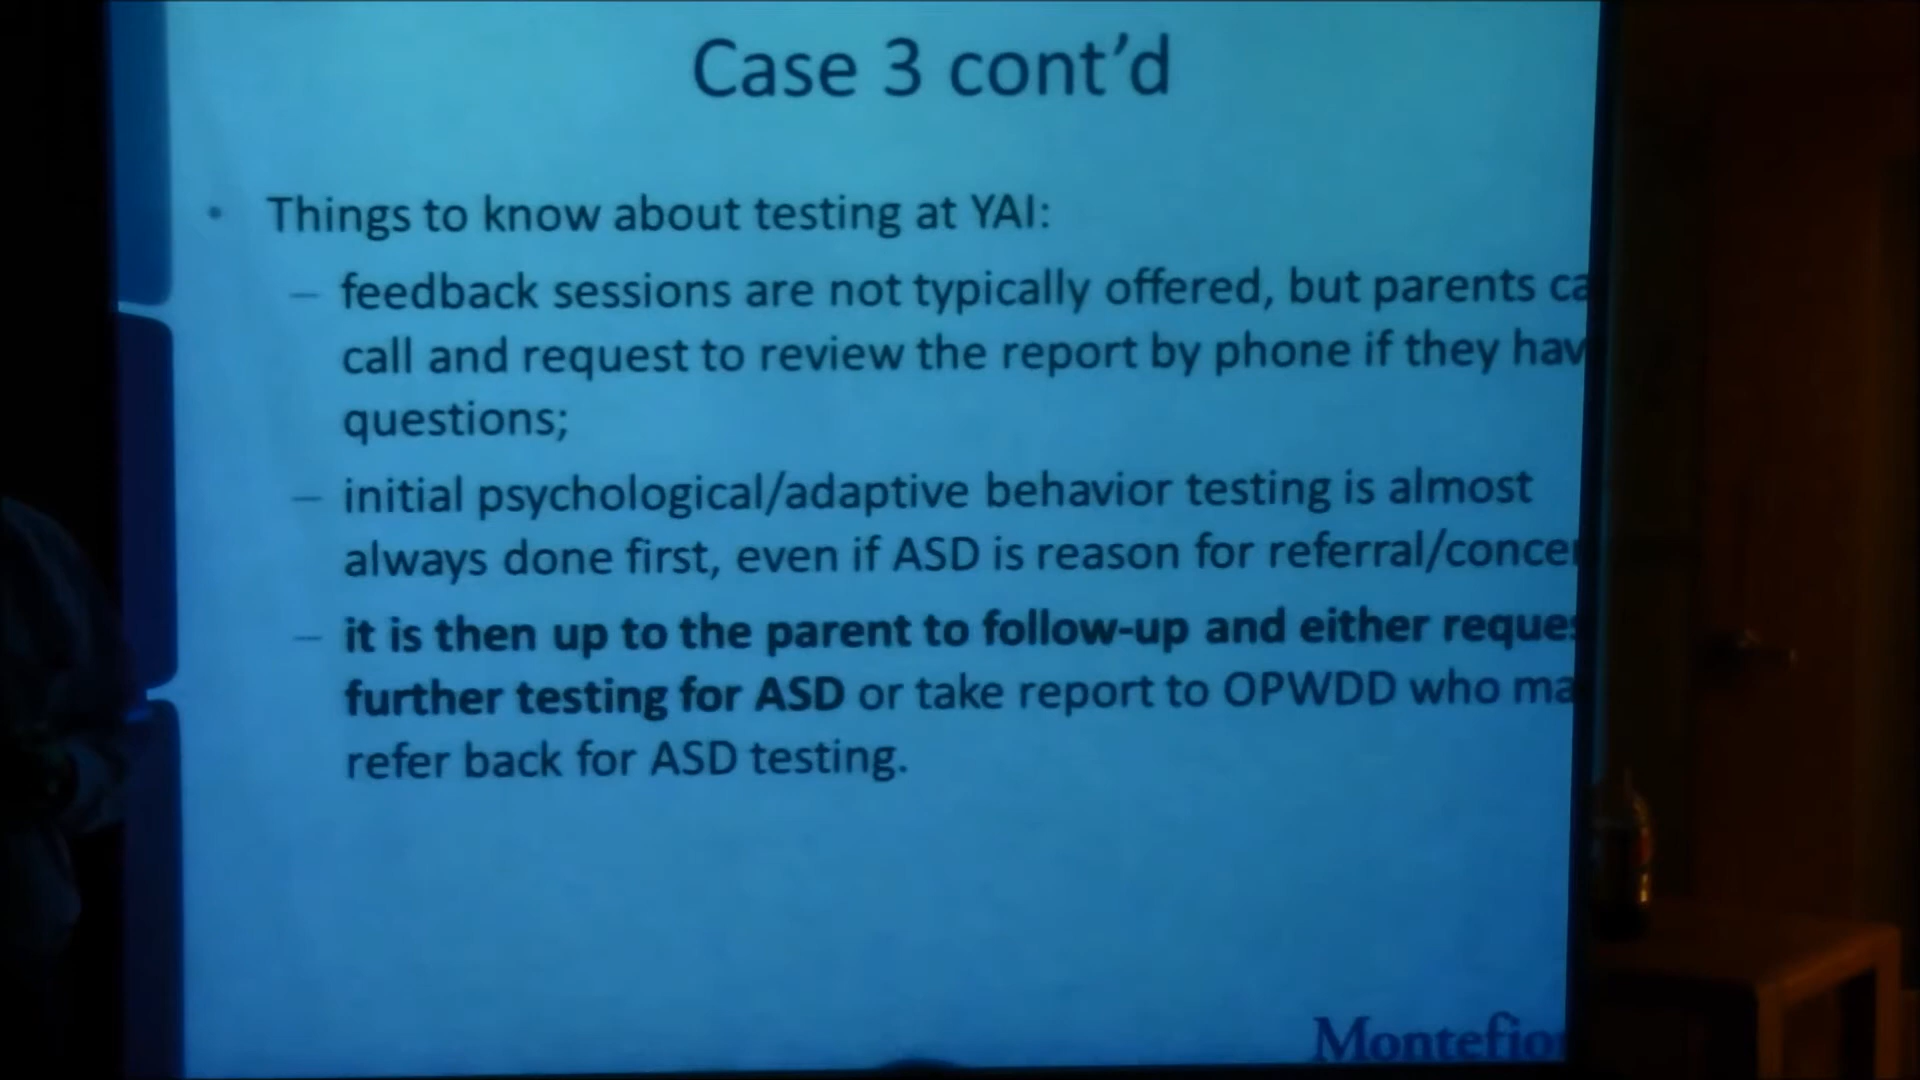 Case 3 cont'd
• Things to know about testing at YAI:
– feedback sessions are not typically offered, but parents ca
call and request to review the report by phone if they hav
questions;
– initial psychological/adaptive behavior testing is almost
always done first, even if ASD is reason for referral/concer
– it is then up to the parent to follow-up and either reques
further testing for ASD or take report to OPWDD who ma
refer back for ASD testing.
Montefio